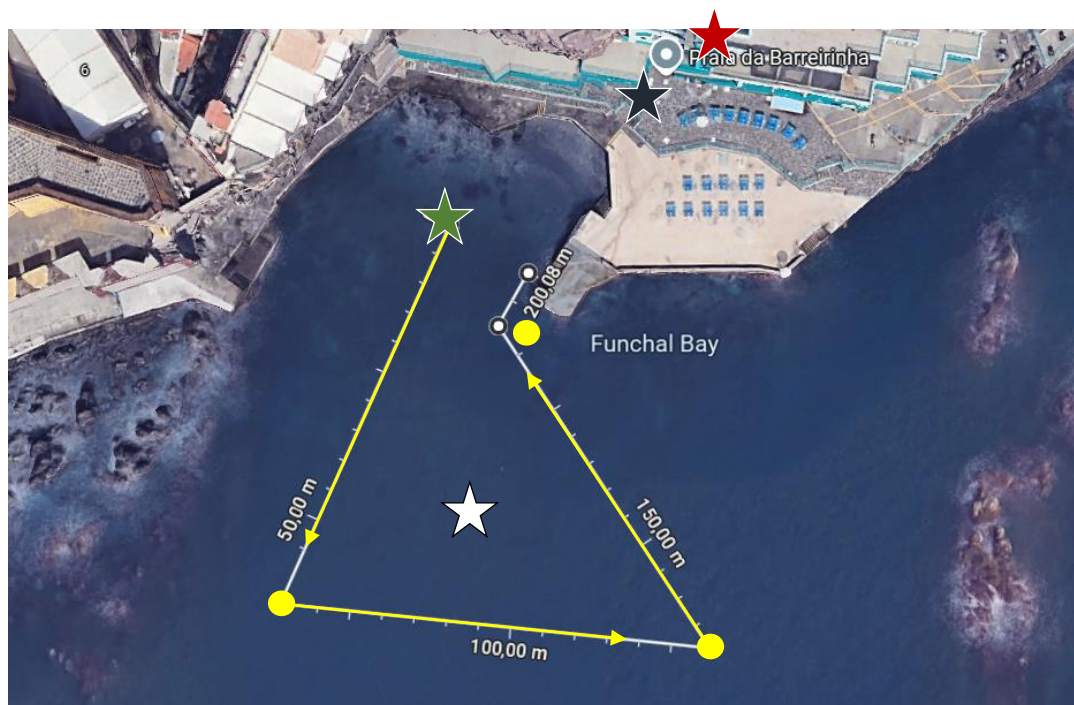 6
Praia da Barreirinha
200,08 m
Funchal Bay
50,00 m
150,00 m
100,00 m